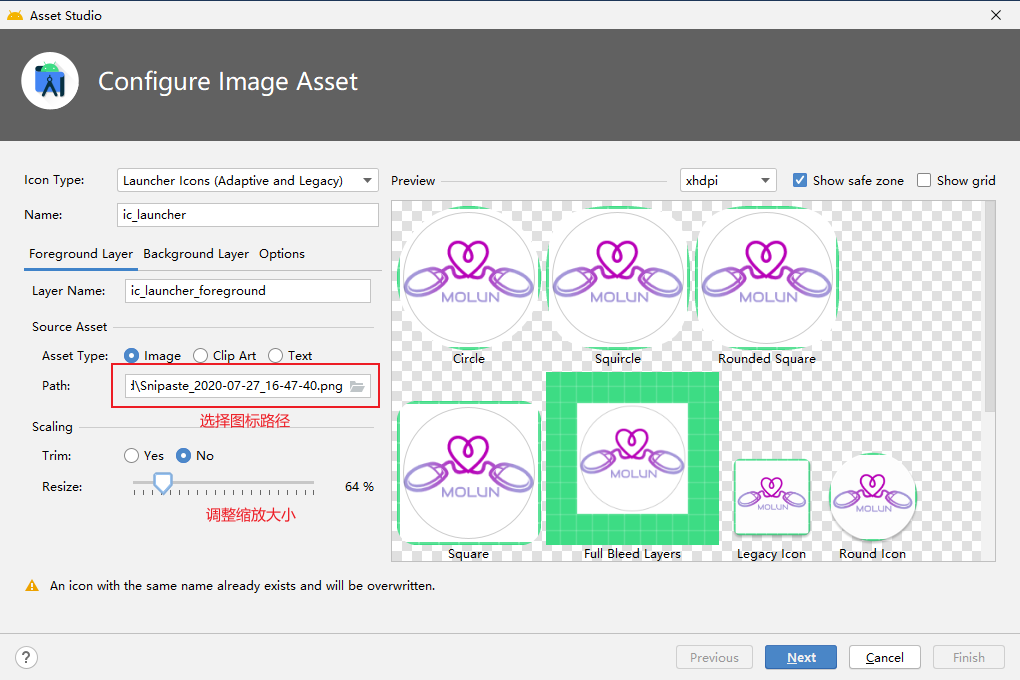 Asset Studio
Configure Image Asset
Icon Type:
Launcher Icons (Adaptive and Legacy)
Name:
ic_launcher
Foreground Layer Background Layer Options
Layer Name:
ic_launcher_foreground
Source Asset
Asset Type: Image Clip Art Text
Path:
\Snipaste_2020-07-27_16-47-40.png
选择图标路径
Scaling
Trim: Yes No
Resize: 64 %
调整缩放大小
Preview
xhdpi
Show safe zone
Show grid
MOLUN
MOLUN
MOLUN
Circle
Squircle
Rounded Square
MOLUN
MOLUN
MOLUN
MOLUN
Square
Full Bleed Layers
Legacy Icon
Round Icon
An icon with the same name already exists and will be overwritten.
?
Previous
Next
Cancel
Finish